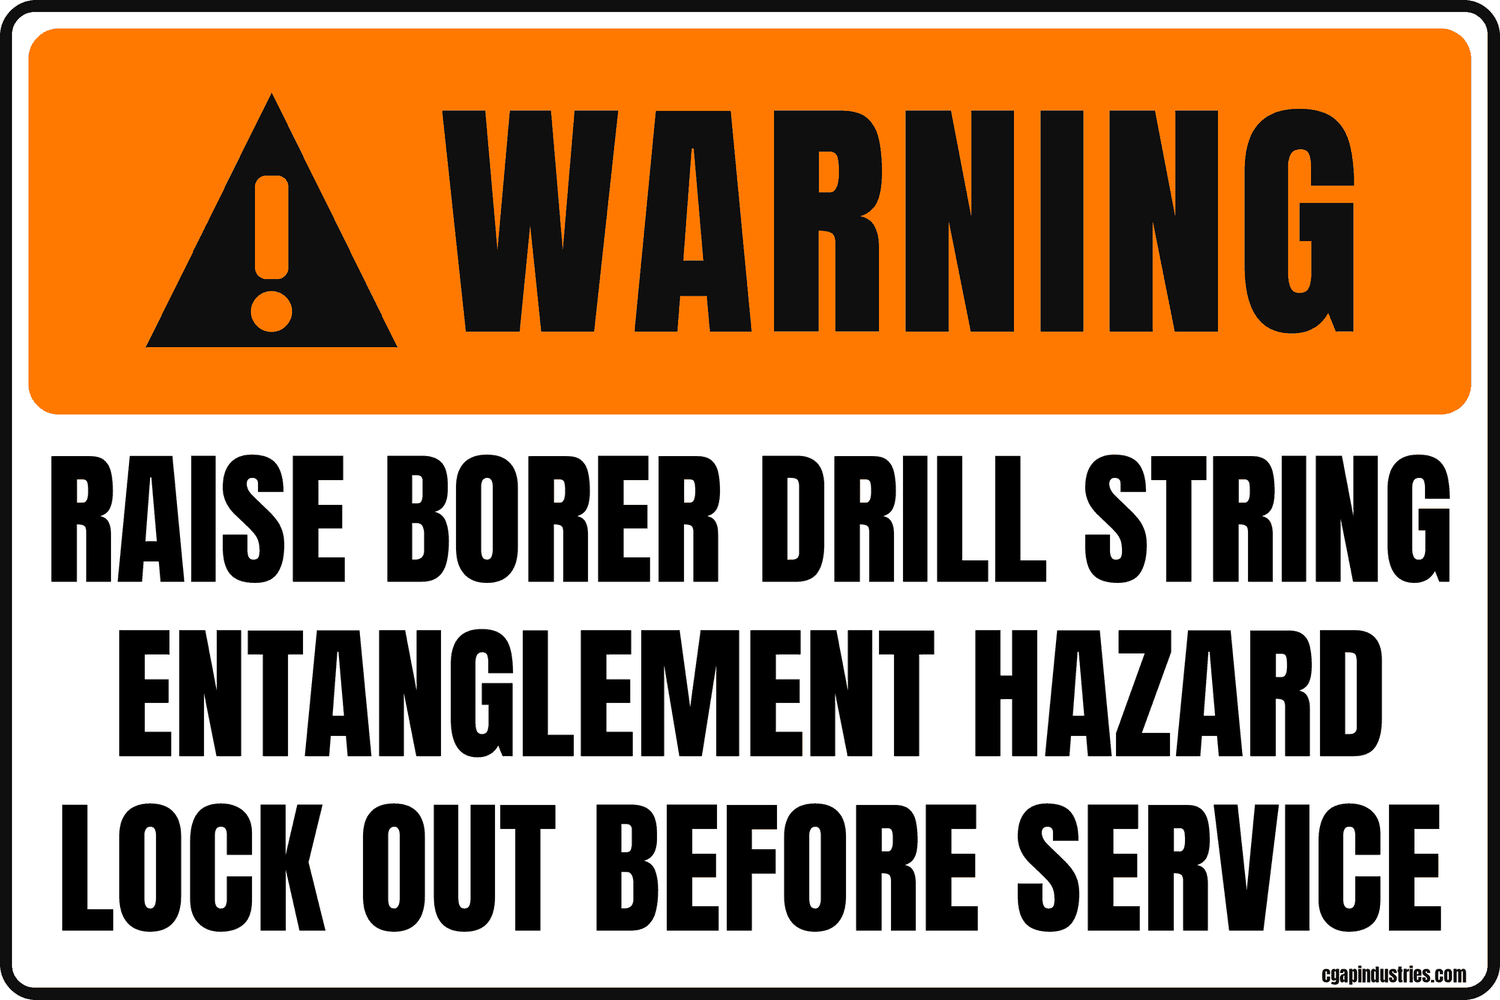 WARNING
RAISE BORER DRILL STRING
ENTANGLEMENT HAZARD
LOCK OUT BEFORE SERVICE
cgapindustries.com